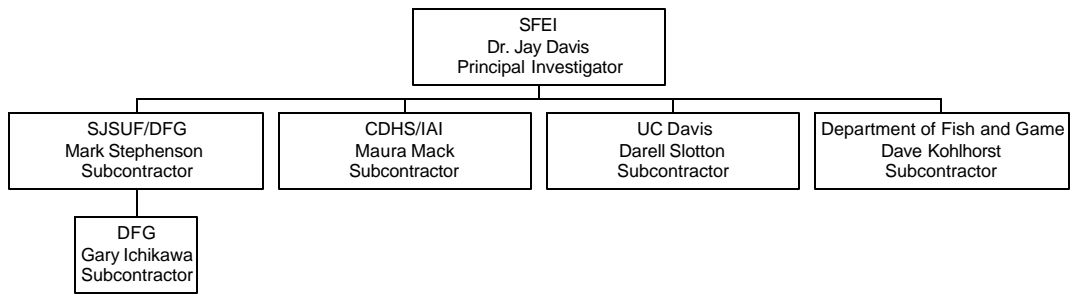 SFEI
Dr. Jay Davis
Principal Investigator
SJSUF/DFG
Mark Stephenson
Subcontractor
CDHS/IAI
Maura Mack
Subcontractor
UC Davis
Darell Slotton
Subcontractor
Department of Fish and Game
Dave Kohlhorst
Subcontractor
DFG
Gary Ichikawa
Subcontractor